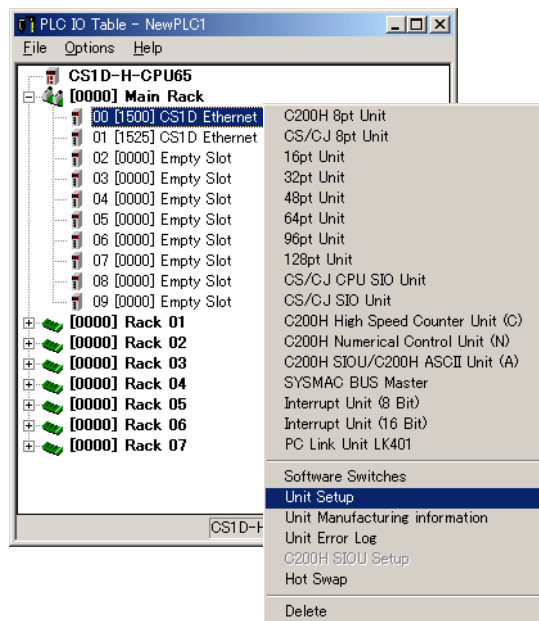 PLC IO Table - NewPLC1
File Options Help
CS1D-H-CPU65
[0000] Main Rack
00 [1500] CS1D Ethernet
01 [1525] CS1D Ethernet
02 [0000] Empty Slot
03 [0000] Empty Slot
04 [0000] Empty Slot
05 [0000] Empty Slot
06 [0000] Empty Slot
07 [0000] Empty Slot
08 [0000] Empty Slot
09 [0000] Empty Slot
[0000] Rack 01
[0000] Rack 02
[0000] Rack 03
[0000] Rack 04
[0000] Rack 05
[0000] Rack 06
[0000] Rack 07
CS1D-H
C200H 8pt Unit
CS/CJ 8pt Unit
16pt Unit
32pt Unit
48pt Unit
64pt Unit
96pt Unit
128pt Unit
CS/CJ CPU SIO Unit
CS/CJ SIO Unit
C200H High Speed Counter Unit (C)
C200H Numerical Control Unit (N)
C200H SIOU/C200H ASCII Unit (A)
SYSMAC BUS Master
Interrupt Unit (8 Bit)
Interrupt Unit (16 Bit)
PC Link Unit LK401
Software Switches
Unit Setup
Unit Manufacturing information
Unit Error Log
C200H SIOU Setup
Hot Swap
Delete